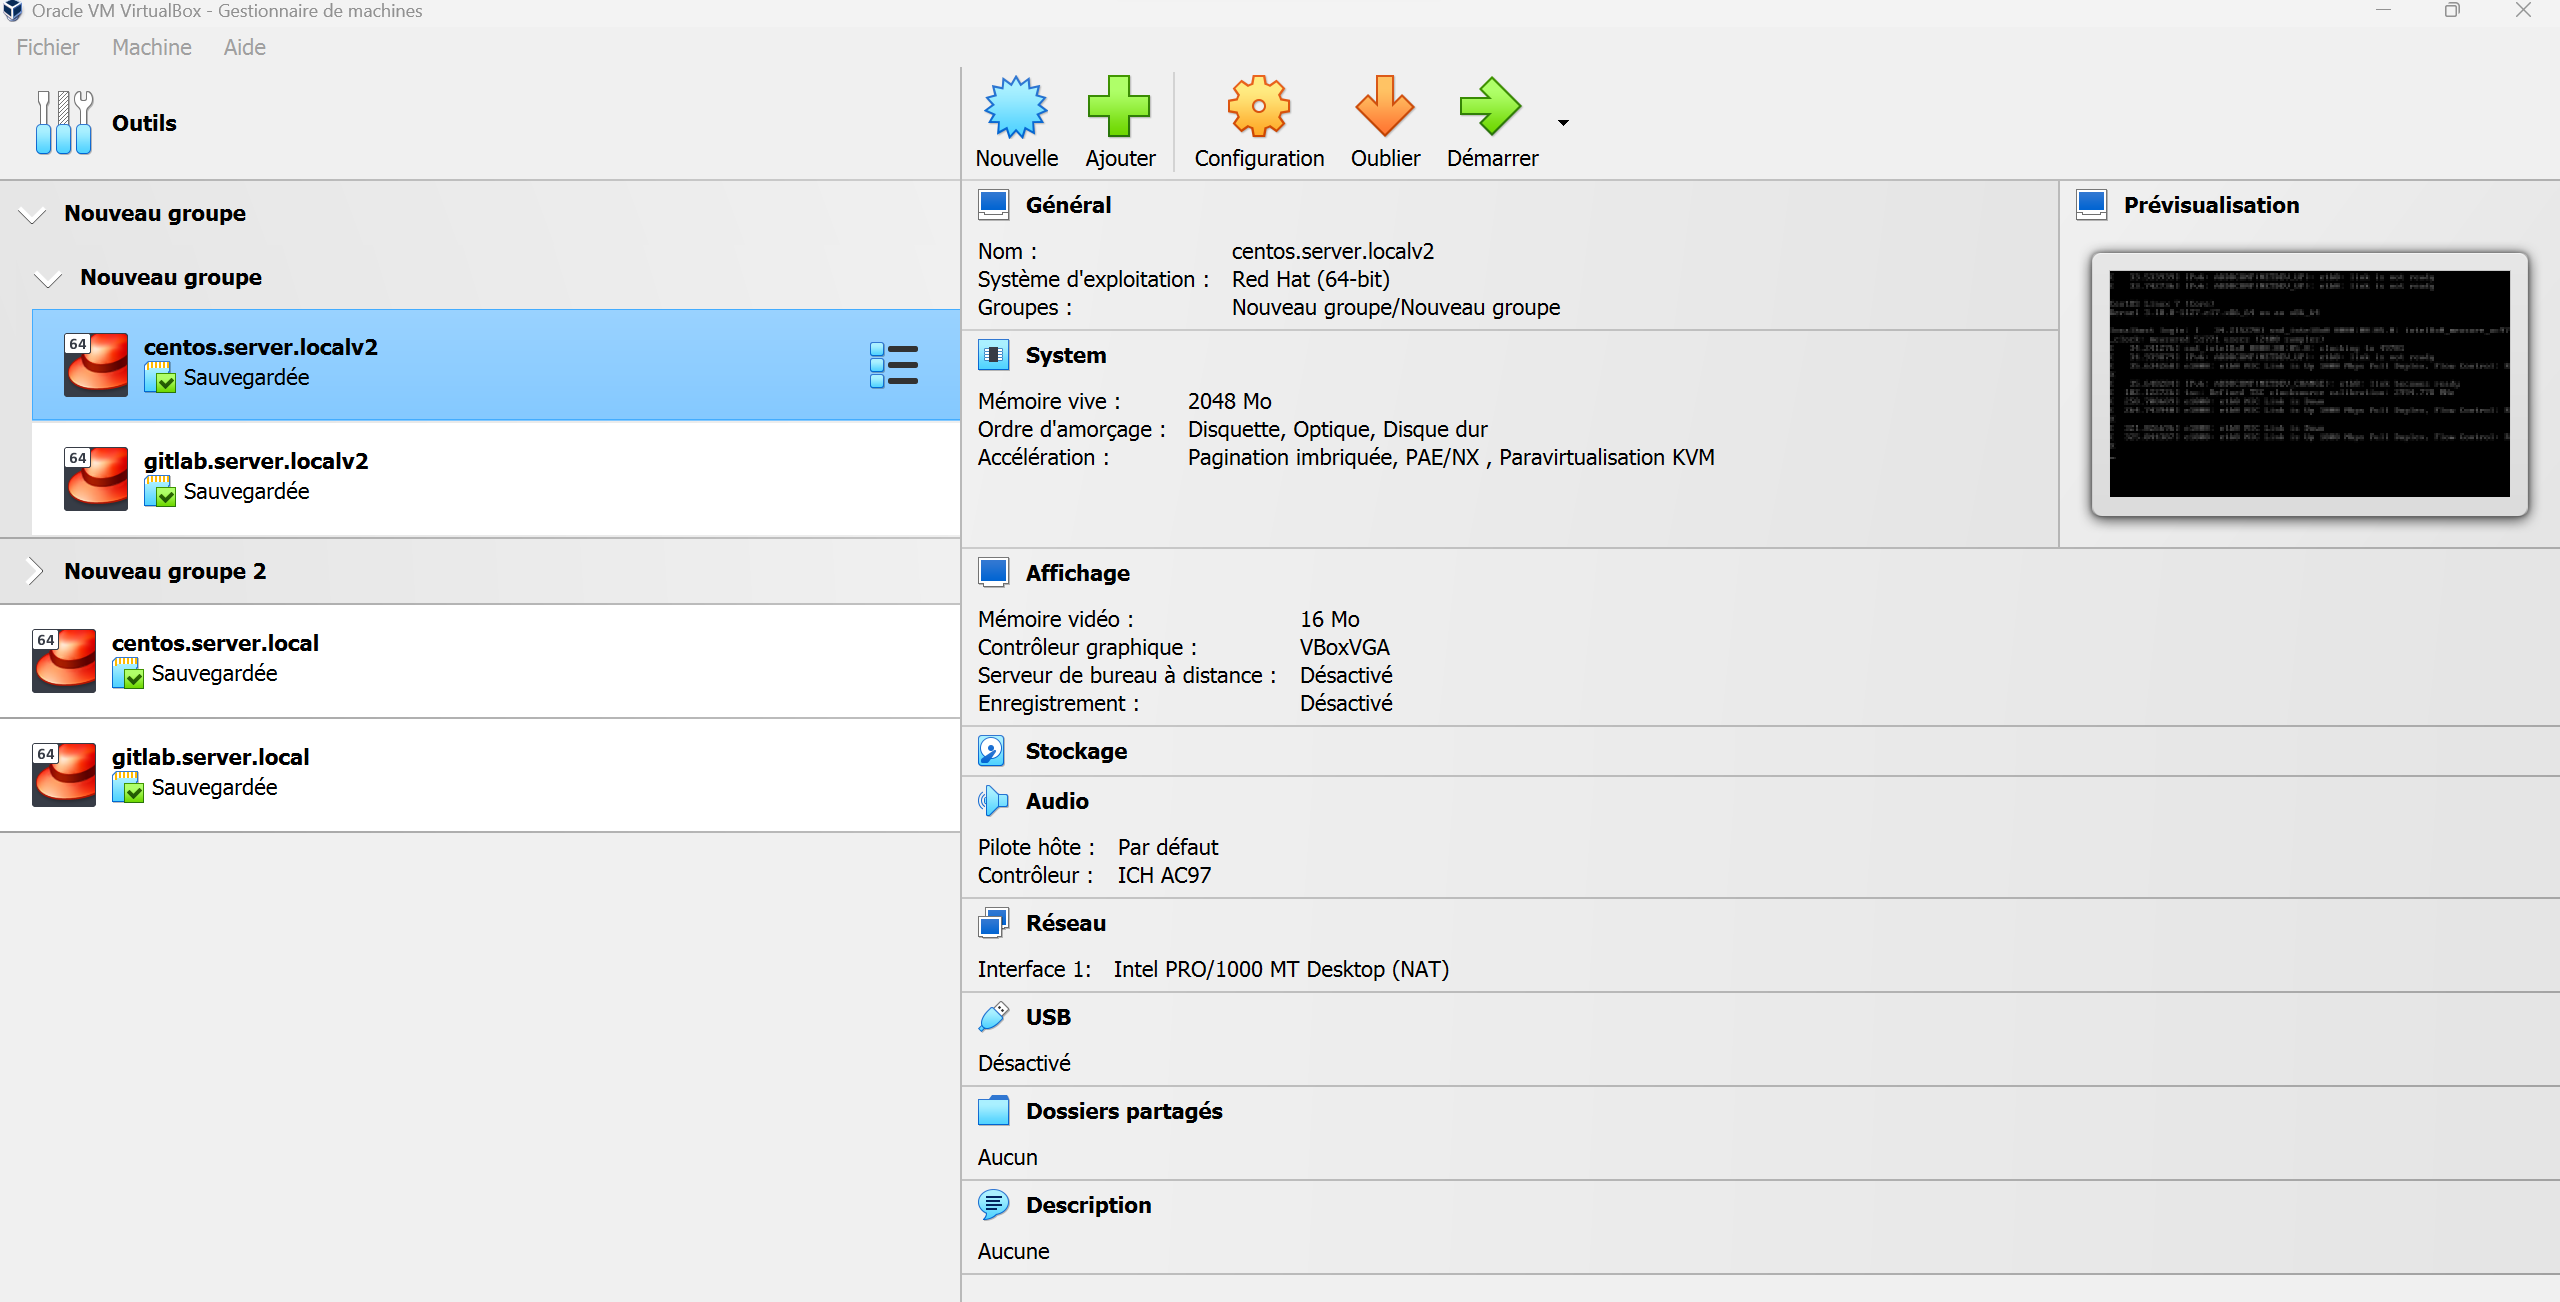 Oracle VM VirtualBox - Gestionnaire de machines
Fichier Machine Aide
Outils
Nouvelle Ajouter Configuration Oublier Démarrer
Nouveau groupe
Nouveau groupe
64
centos.server.localv2
Sauvegardée
64
gitlab.server.localv2
Sauvegardée
Nouveau groupe 2
64
centos.server.local
Sauvegardée
64
gitlab.server.local
Sauvegardée
Général
Nom : centos.server.localv2
Système d'exploitation : Red Hat (64-bit)
Groupes : Nouveau groupe/Nouveau groupe
System
Mémoire vive : 2048 Mo
Ordre d'amorçage : Disquette, Optique, Disque dur
Accélération : Pagination imbriquée, PAE/NX , Paravirtualisation KVM
Prévisualisation
Affichage
Mémoire vidéo : 16 Mo
Contrôleur graphique : VBoxVGA
Serveur de bureau à distance : Désactivé
Enregistrement : Désactivé
Stockage
Audio
Pilote hôte : Par défaut
Contrôleur : ICH AC97
Réseau
Interface 1: Intel PRO/1000 MT Desktop (NAT)
USB
Désactivé
Dossiers partagés
Aucun
Description
Aucune